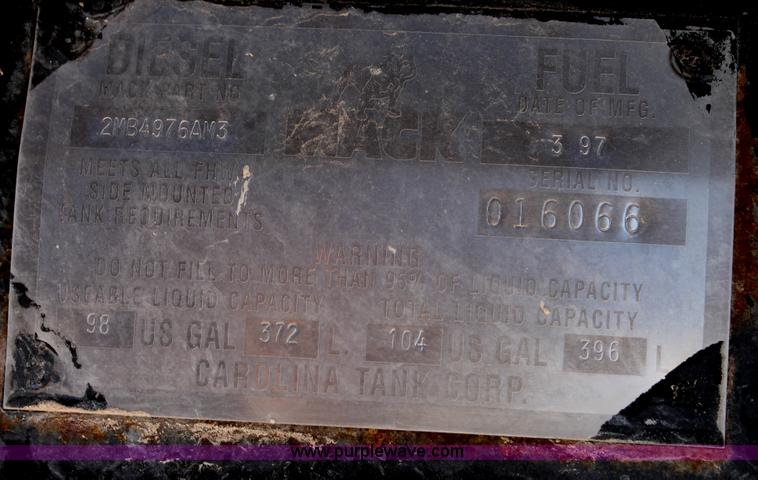 DIESEL FUEL
MACK PART NO. DATE OF MFG.
2MB4976AM3 MACK 3 97
MEETS ALL FHWA SERIAL NO.
SIDE MOUNTED 016066
TANK REQUIREMENTS
WARNING
DO NOT FILL TO MORE THAN 95% OF LIQUID CAPACITY
USEABLE LIQUID CAPACITY TOTAL LIQUID CAPACITY
98 US GAL 372 L. 104 US GAL 396 L
CAROLINA TANK CORP.
www.purplewave.com